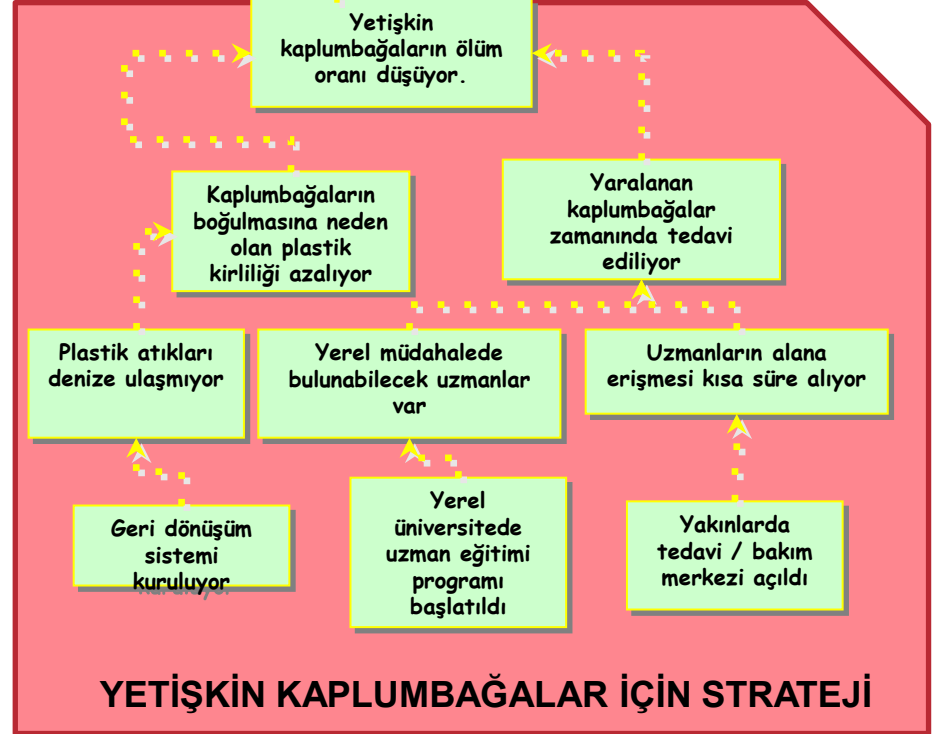 Yetişkin
kaplumbağaların ölüm
oranı düşüyor.
Kaplumbağaların
boğulmasına neden
olan plastik
kirliliği azalıyor
Yaralanan
kaplumbağalar
zamanında tedavi
ediliyor
Plastik atıkları
denize ulaşmıyor
Yerel müdahalede
bulunabilecek uzmanlar
var
Uzmanların alana
erişmesi kısa süre alıyor
Geri dönüşüm
sistemi
kuruluyor
Yerel
üniversitede
uzman eğitimi
programı
başlatıldı
Yakınlarda
tedavi / bakım
merkezi açıldı
YETİŞKİN KAPLUMBAĞALAR İÇİN STRATEJİ